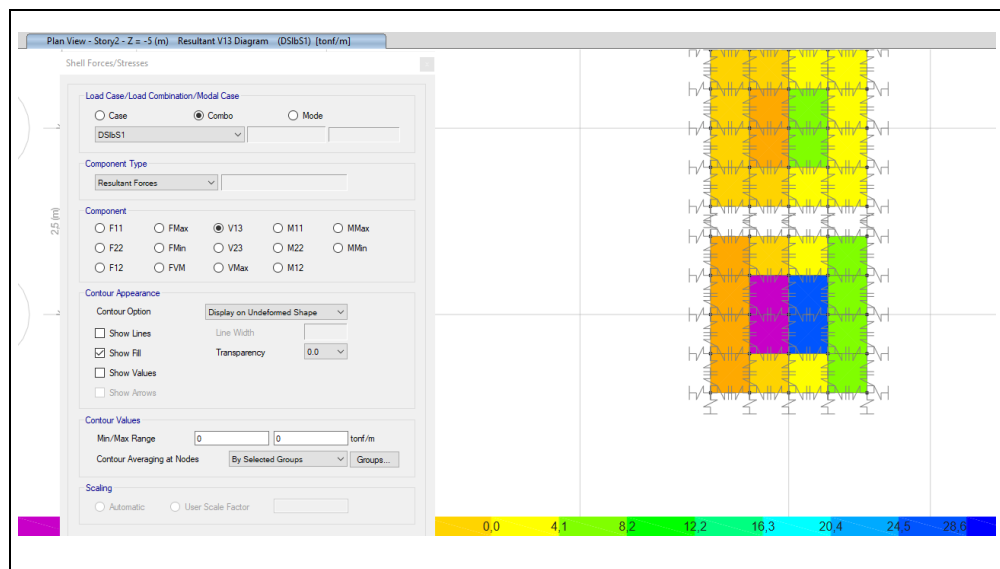 Plan View - Story2 - Z = -5 (m) Resultant V13 Diagram (DSlbS1) [tonf/m]
Shell Forces/Stresses
Load Case/Load Combination/Modal Case
Case Combo Mode
DSlbS1
Component Type
Resultant Forces
Component
F11 FMax V13 M11 MMax
F22 FMin V23 M22 MMin
F12 FVM VMax M12
Contour Appearance
Contour Option Display on Undeformed Shape
Show Lines Line Width
Show Fill Transparency 0.0
Show Values
Show Arrows
Contour Values
Min/Max Range 0 0 tonf/m
Contour Averaging at Nodes By Selected Groups Groups...
Scaling
Automatic User Scale Factor
2,5 (m)
0,0 4,1 8,2 12,2 16,3 20,4 24,5 28,6